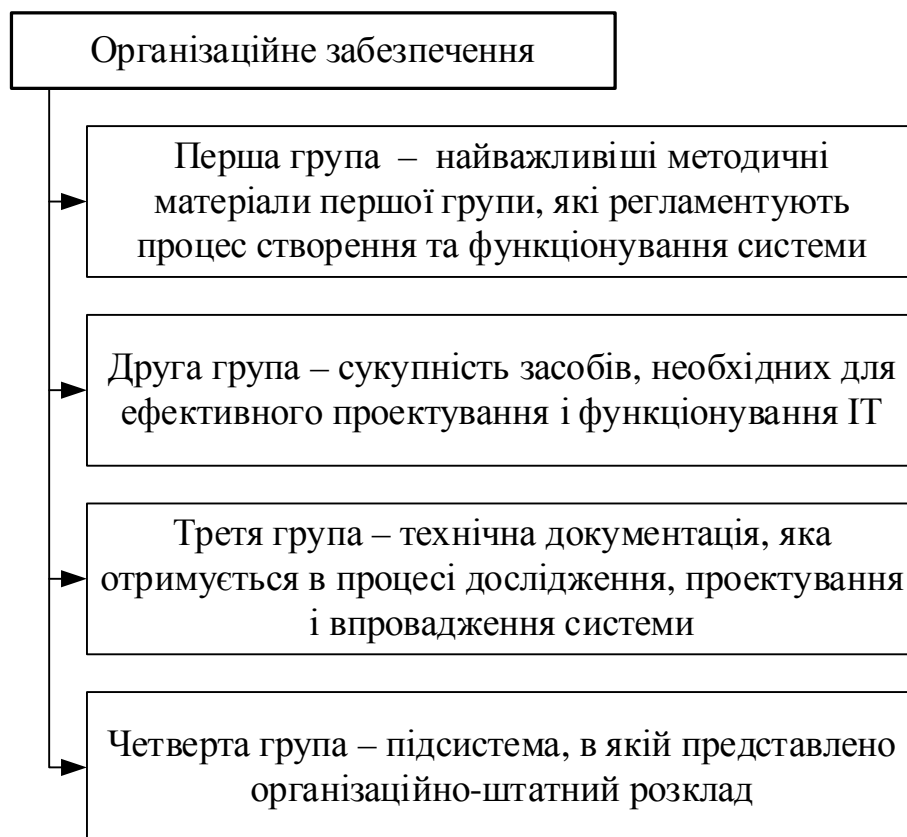 Організаційне забезпечення
Перша група – найважливіші методичні
матеріали першої групи, які регламентують
процес створення та функціонування системи
Друга група – сукупність засобів, необхідних для
ефективного проектування і функціонування ІТ
Третя група – технічна документація, яка
отримується в процесі дослідження, проектування
і впровадження системи
Четверта група – підсистема, в якій представлено
організаційно-штатний розклад